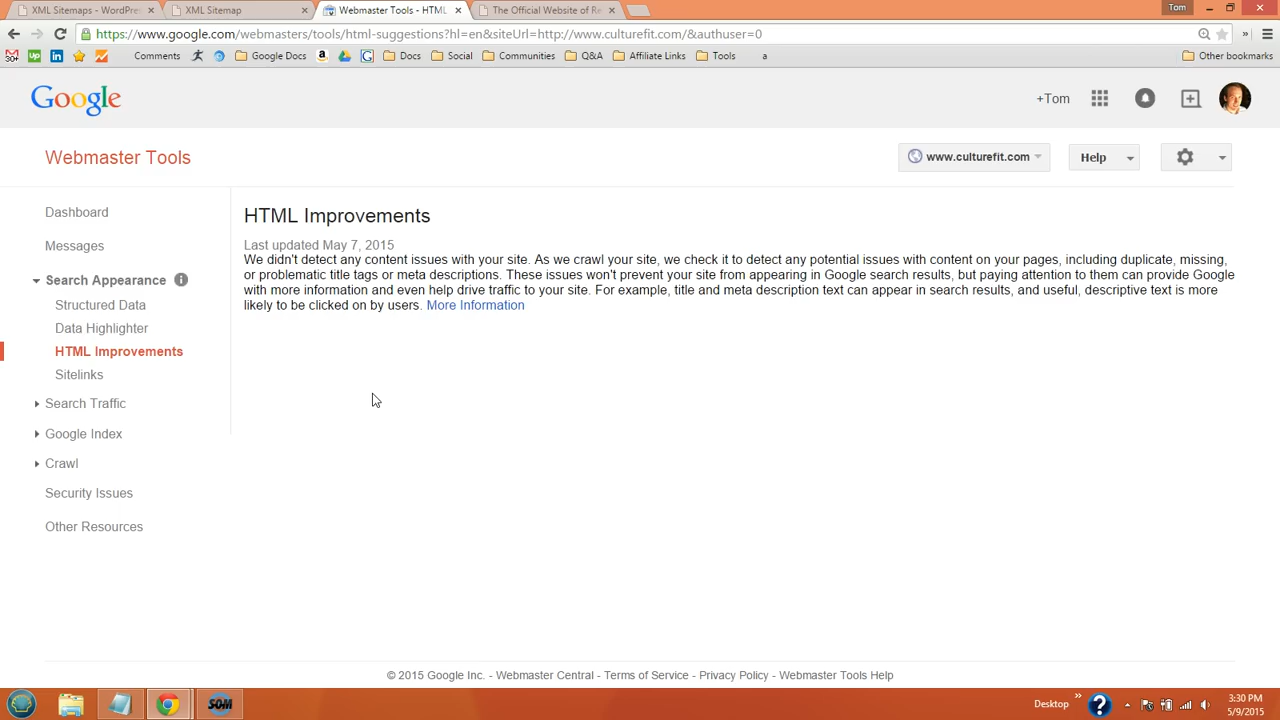 XML Sitemaps - WordPre
XML Sitemap
Webmaster Tools - HTML
The Official Website of Re
Tom
https://www.google.com/webmasters/tools/html-suggestions?hl=en&siteUrl=http://www.culturefit.com/&authuser=0
Comments
Google Docs
Docs
Social
Communities
Q&A
Affiliate Links
Tools
a
Other bookmarks
Google
+Tom
Webmaster Tools
www.culturefit.com
Help
Dashboard
Messages
Search Appearance
Structured Data
Data Highlighter
HTML Improvements
Sitelinks
Search Traffic
Google Index
Crawl
Security Issues
Other Resources
HTML Improvements
Last updated May 7, 2015
We didn't detect any content issues with your site. As we crawl your site, we check it to detect any potential issues with content on your pages, including duplicate, missing,
or problematic title tags or meta descriptions. These issues won't prevent your site from appearing in Google search results, but paying attention to them can provide Google
with more information and even help drive traffic to your site. For example, title and meta description text can appear in search results, and useful, descriptive text is more
likely to be clicked on by users. More Information
© 2015 Google Inc. - Webmaster Central - Terms of Service - Privacy Policy - Webmaster Tools Help
SOM
Desktop
3:30 PM
5/9/2015